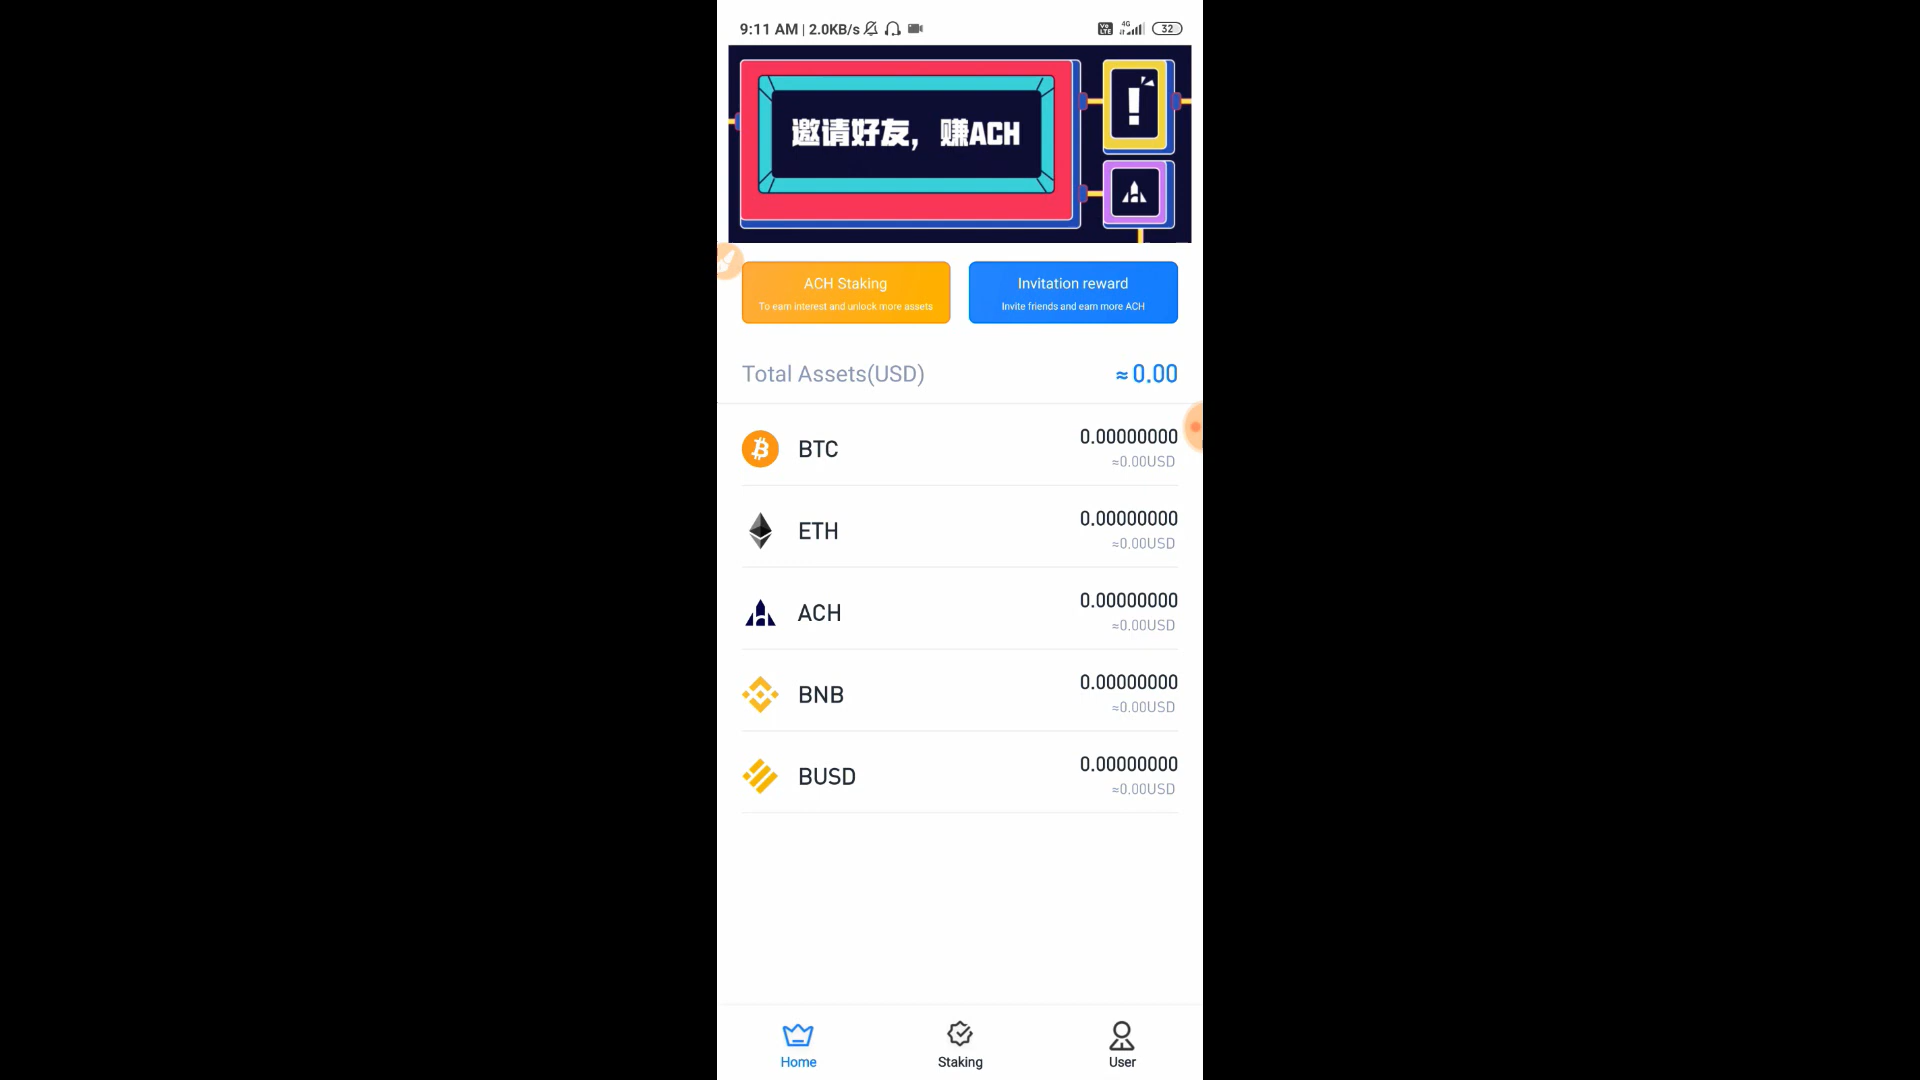 9:11 AM | 2.0KB/s Vo LTE 4G 32
邀请好友，赚ACH
ACH Staking
To earn interest and unlock more assets
Invitation reward
Invite friends and earn more ACH
Total Assets(USD) ≈0.00
BTC 0.00000000
≈0.00USD
ETH 0.00000000
≈0.00USD
ACH 0.00000000
≈0.00USD
BNB 0.00000000
≈0.00USD
BUSD 0.00000000
≈0.00USD
Home Staking User